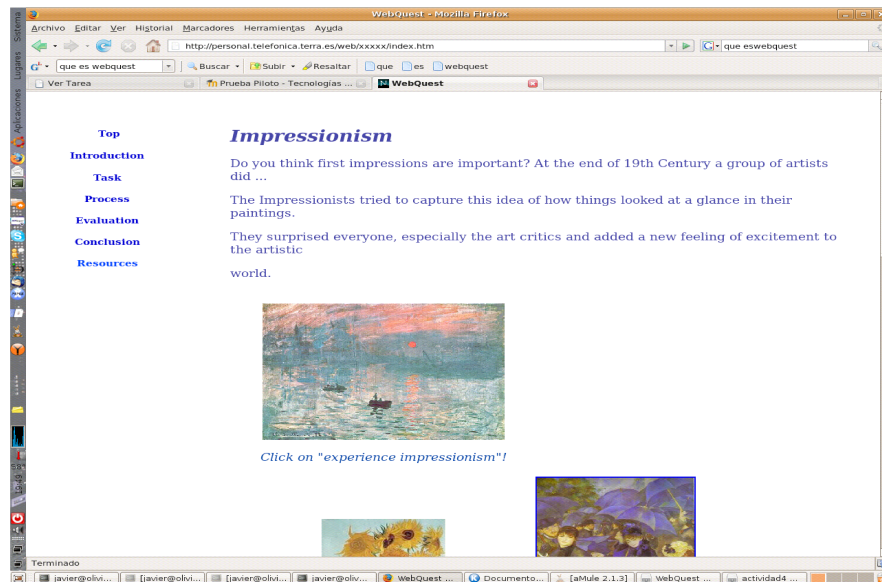 WebQuest - Mozilla Firefox
Archivo Editar Ver Historial Marcadores Herramientas Ayuda
http://personal.telefonica.terra.es/web/xxxxx/index.htm
que eswebquest
que es webquest Buscar Subir Resaltar que es webquest
Ver Tarea
Prueba Piloto - Tecnologías ...
WebQuest
Sistema
Lugares
Aplicaciones
Top
Introduction
Task
Process
Evaluation
Conclusion
Resources
Impressionism
Do you think first impressions are important? At the end of 19th Century a group of artists
did ...
The Impressionists tried to capture this idea of how things looked at a glance in their
paintings.
They surprised everyone, especially the art critics and added a new feeling of excitement to
the artistic
world.
Click on "experience impressionism"!
Terminado
javier@olivi... [javier@olivi... [javier@olivi... javier@oliv... WebQuest ... Documento... [aMule 2.1.3] WebQuest ... actividad4 ...